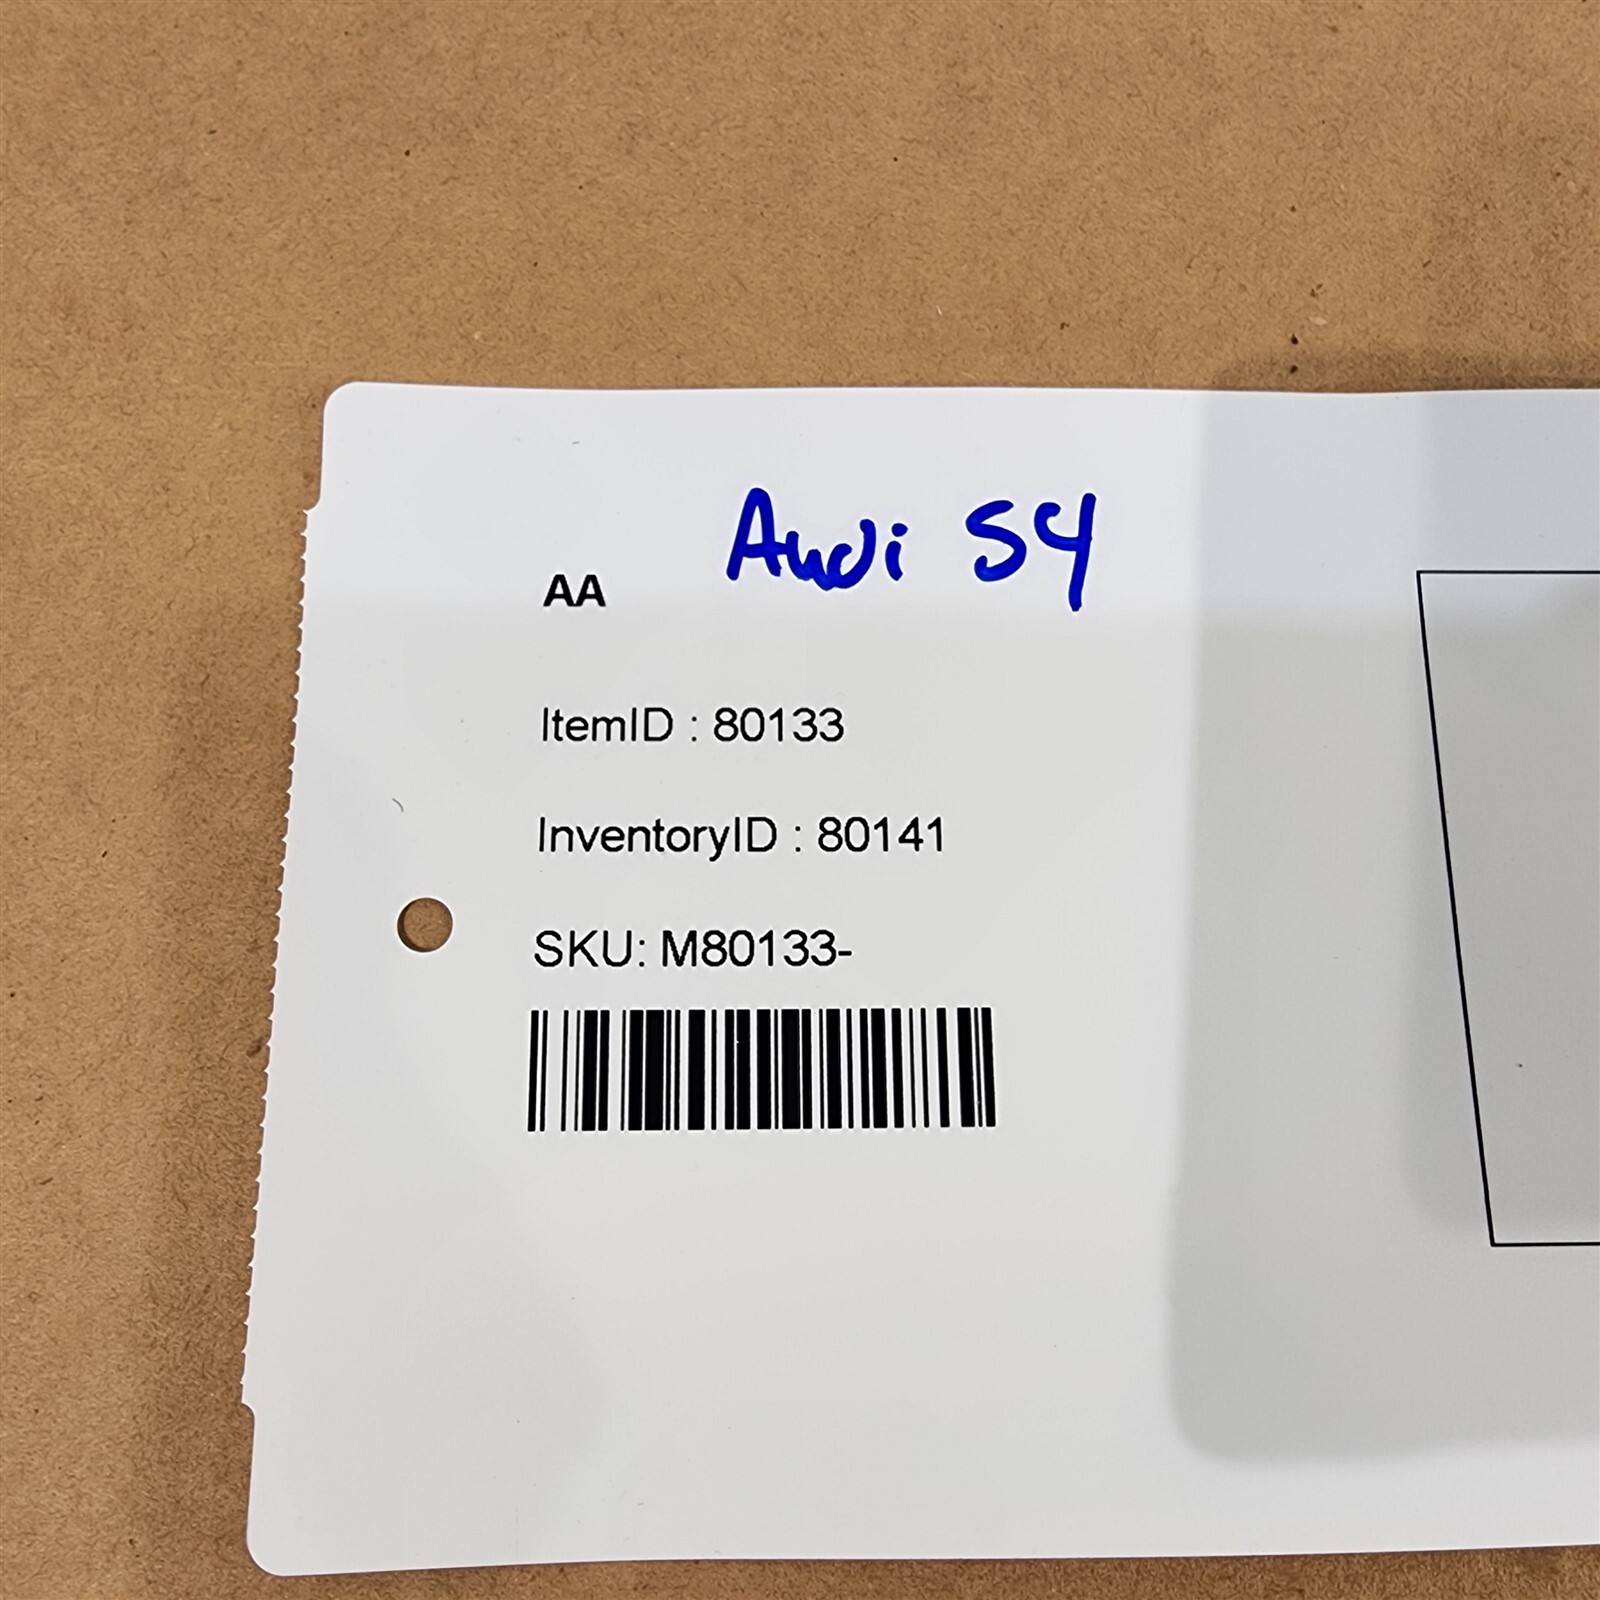 Audi S4
AA
ItemID : 80133
InventoryID : 80141
SKU: M80133-